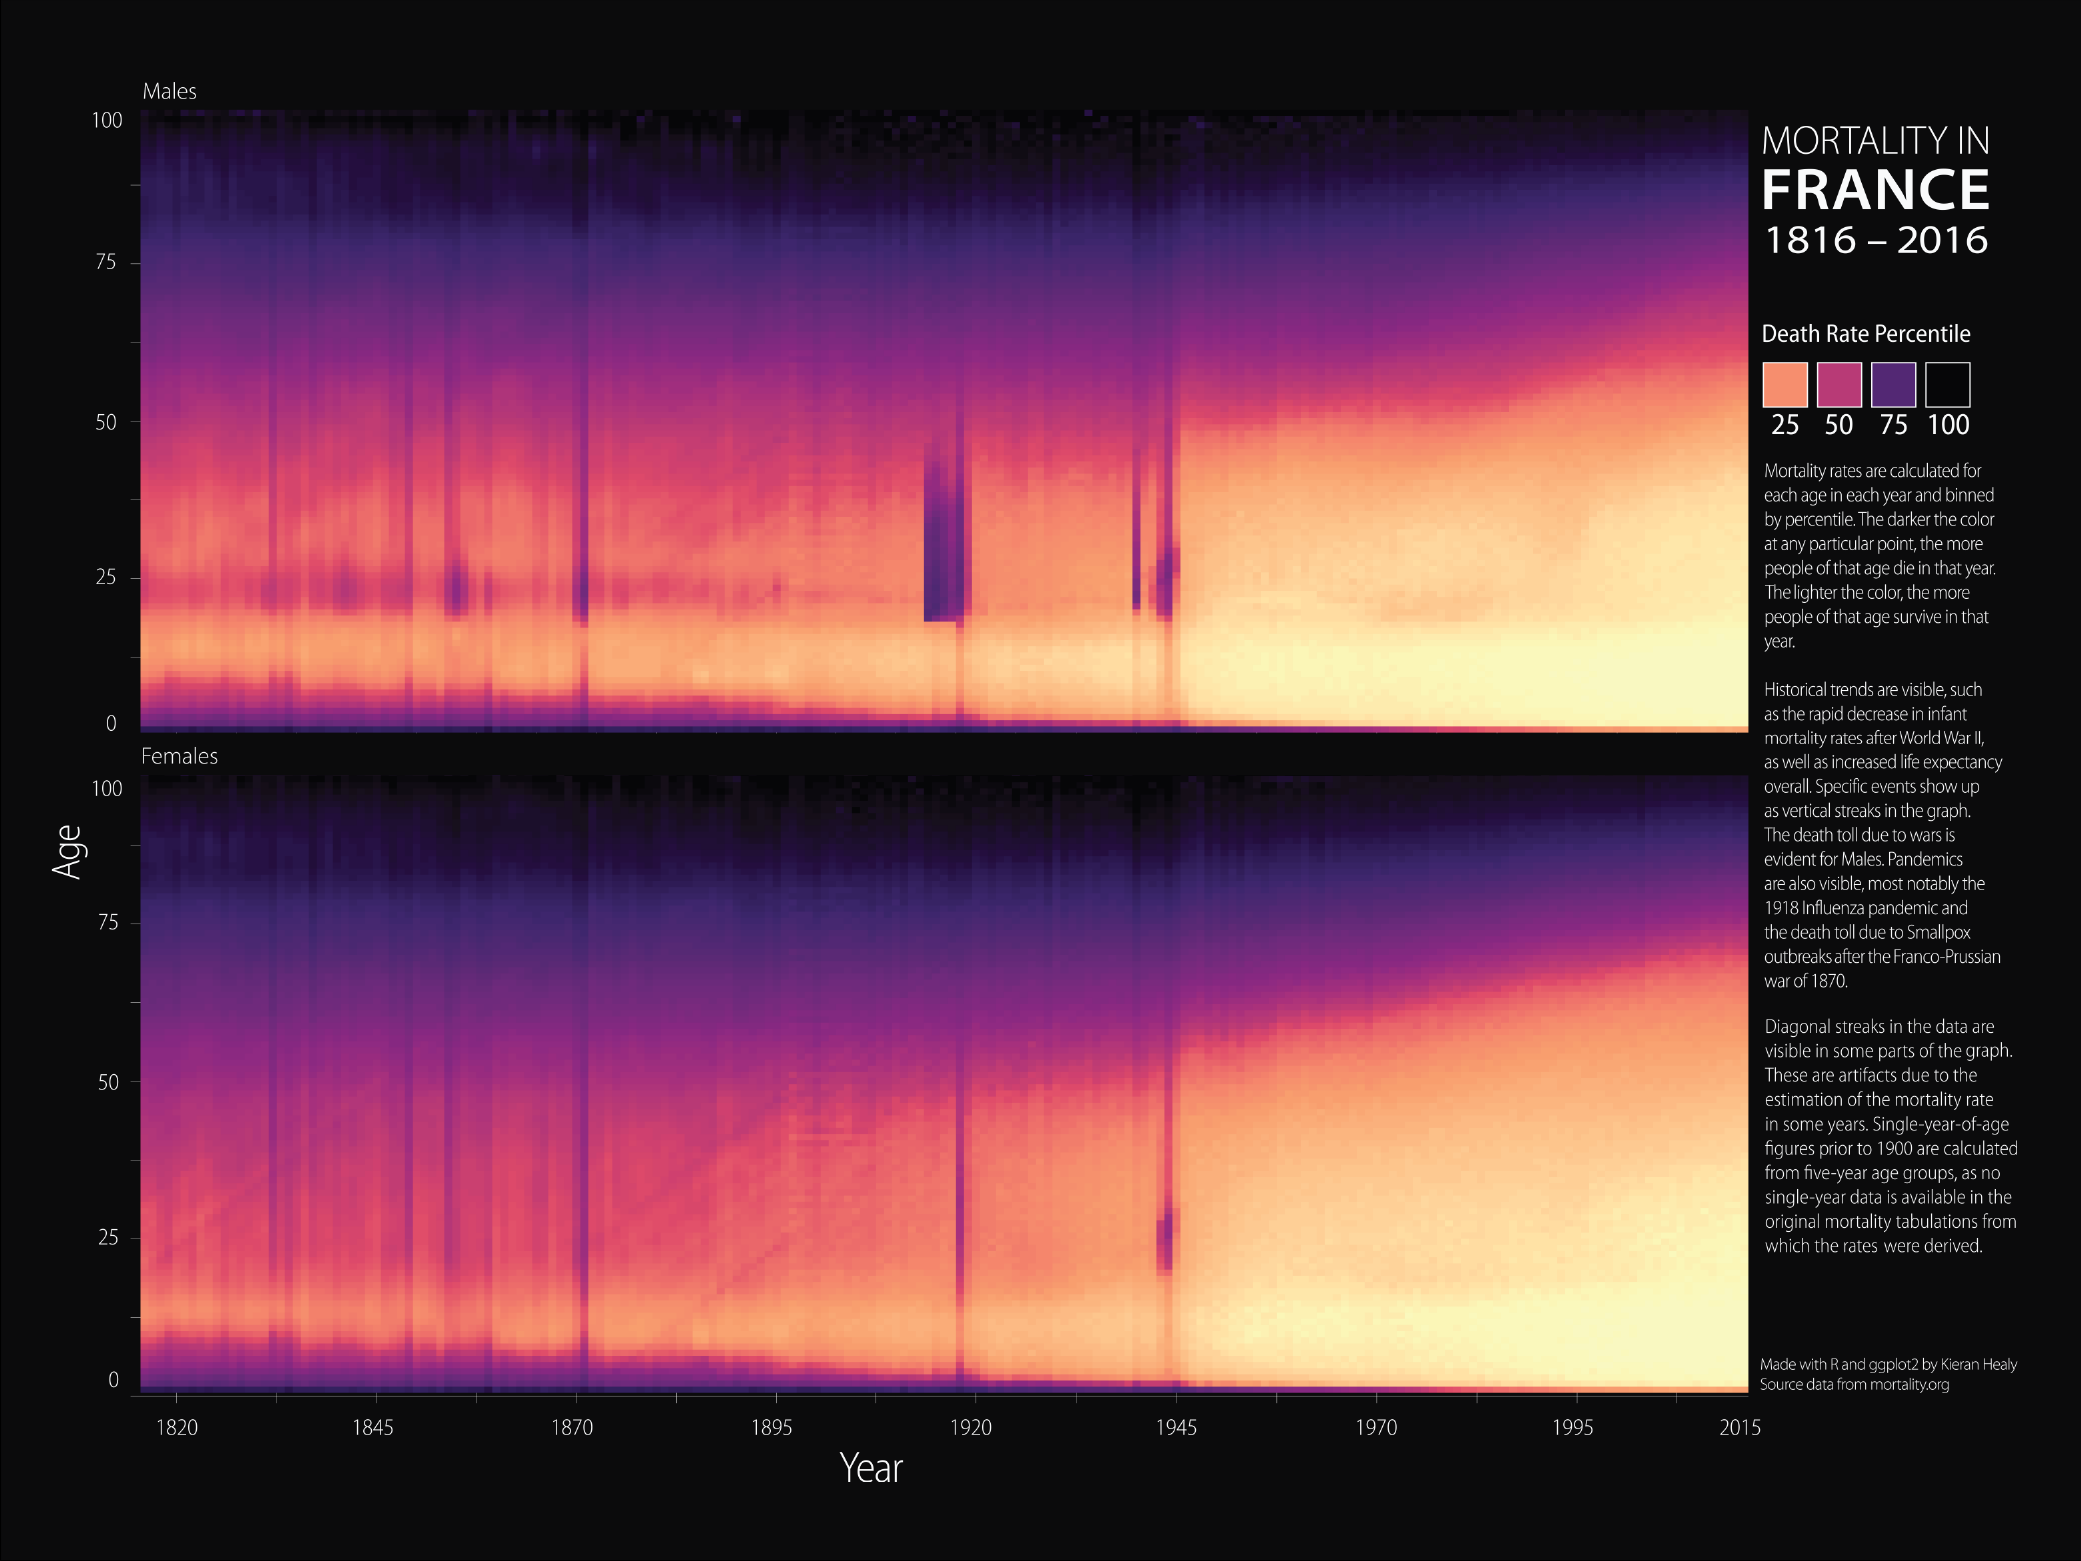 Males
100
75
50
25
0
Females
100
75
50
25
0
Age
1820 1845 1870 1895 1920 1945 1970 1995 2015
Year
MORTALITY IN
FRANCE
1816 – 2016
Death Rate Percentile
25 50 75 100
Mortality rates are calculated for
each age in each year and binned
by percentile. The darker the color
at any particular point, the more
people of that age die in that year.
The lighter the color, the more
people of that age survive in that
year.
Historical trends are visible, such
as the rapid decrease in infant
mortality rates after World War II,
as well as increased life expectancy
overall. Specific events show up
as vertical streaks in the graph.
The death toll due to wars is
evident for Males. Pandemics
are also visible, most notably the
1918 Influenza pandemic and
the death toll due to Smallpox
outbreaks after the Franco-Prussian
war of 1870.
Diagonal streaks in the data are
visible in some parts of the graph.
These are artifacts due to the
estimation of the mortality rate
in some years. Single-year-of-age
figures prior to 1900 are calculated
from five-year age groups, as no
single-year data is available in the
original mortality tabulations from
which the rates were derived.
Made with R and ggplot2 by Kieran Healy
Source data from mortality.org